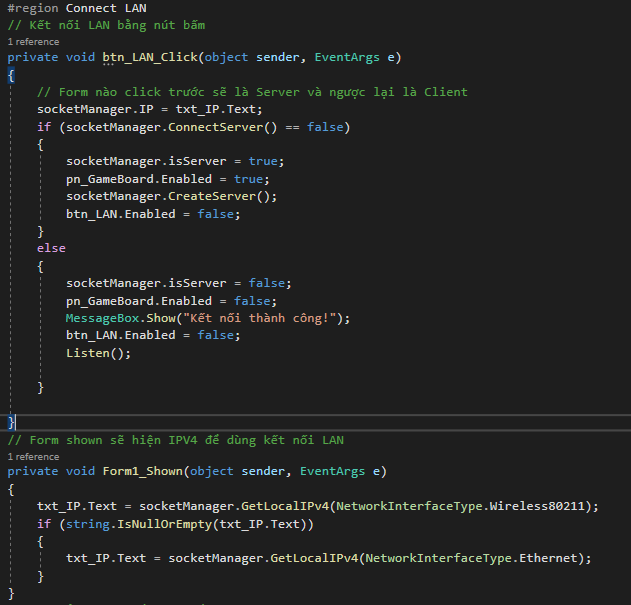 #region Connect LAN
// Kết nối LAN bằng nút bấm
1 reference
private void btn_LAN_Click(object sender, EventArgs e)
{
// Form nào click trước sẽ là Server và ngược lại là Client
socketManager.IP = txt_IP.Text;
if (socketManager.ConnectServer() == false)
{
socketManager.isServer = true;
pn_GameBoard.Enabled = true;
socketManager.CreateServer();
btn_LAN.Enabled = false;
}
else
{
socketManager.isServer = false;
pn_GameBoard.Enabled = false;
MessageBox.Show("Kết nối thành công!");
btn_LAN.Enabled = false;
Listen();
}
}
// Form shown sẽ hiện IPV4 để dùng kết nối LAN
1 reference
private void Form1_Shown(object sender, EventArgs e)
{
txt_IP.Text = socketManager.GetLocalIPv4(NetworkInterfaceType.Wireless80211);
if (string.IsNullOrEmpty(txt_IP.Text))
{
txt_IP.Text = socketManager.GetLocalIPv4(NetworkInterfaceType.Ethernet);
}
}